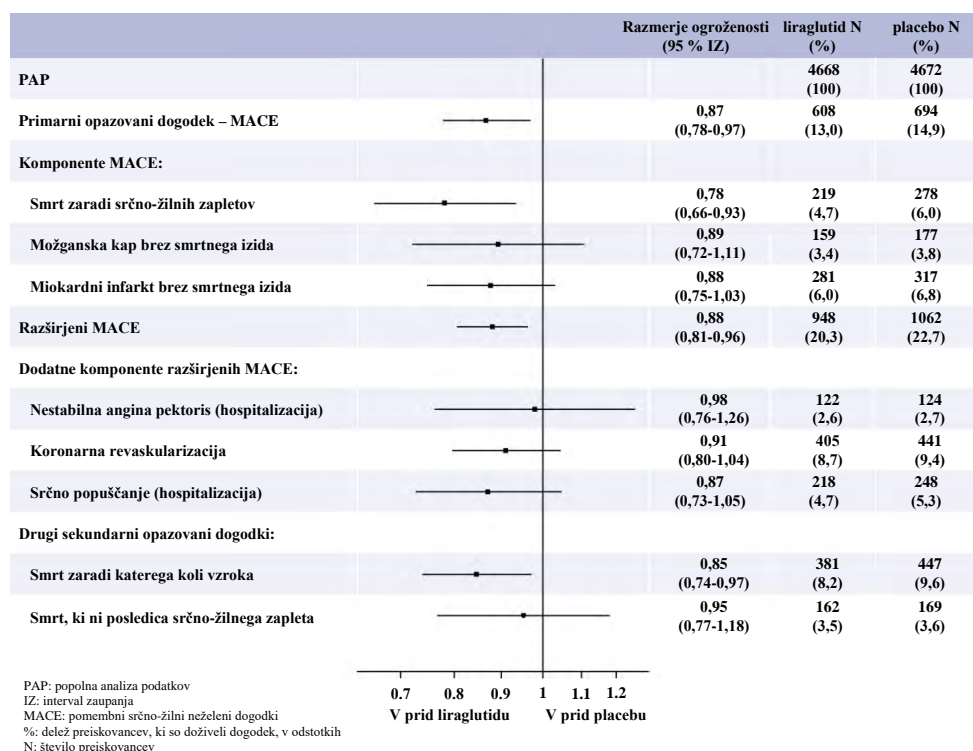 Razmerje ogroženosti liraglutid N placebo N
(95 % IZ) (%) (%)
PAP 4668 4672
(100) (100)
Primarni opazovani dogodek – MACE 0,87 608 694
(0,78-0,97) (13,0) (14,9)
Komponente MACE:
Smrt zaradi srčno-žilnih zapletov 0,78 219 278
(0,66-0,93) (4,7) (6,0)
Možganska kap brez smrtnega izida 0,89 159 177
(0,72-1,11) (3,4) (3,8)
Miokardni infarkt brez smrtnega izida 0,88 281 317
(0,75-1,03) (6,0) (6,8)
Razširjeni MACE 0,88 948 1062
(0,81-0,96) (20,3) (22,7)
Dodatne komponente razširjenih MACE:
Nestabilna angina pektoris (hospitalizacija) 0,98 122 124
(0,76-1,26) (2,6) (2,7)
Koronarna revaskularizacija 0,91 405 441
(0,80-1,04) (8,7) (9,4)
Srčno popuščanje (hospitalizacija) 0,87 218 248
(0,73-1,05) (4,7) (5,3)
Drugi sekundarni opazovani dogodki:
Smrt zaradi katerega koli vzroka 0,85 381 447
(0,74-0,97) (8,2) (9,6)
Smrt, ki ni posledica srčno-žilnega zapleta 0,95 162 169
(0,77-1,18) (3,5) (3,6)
0.7 0.8 0.9 1 1.1 1.2
V prid liraglutidu V prid placebu
PAP: popolna analiza podatkov
IZ: interval zaupanja
MACE: pomembni srčno-žilni neželeni dogodki
%: delež preiskovancev, ki so doživeli dogodek, v odstotkih
N: število preiskovancev